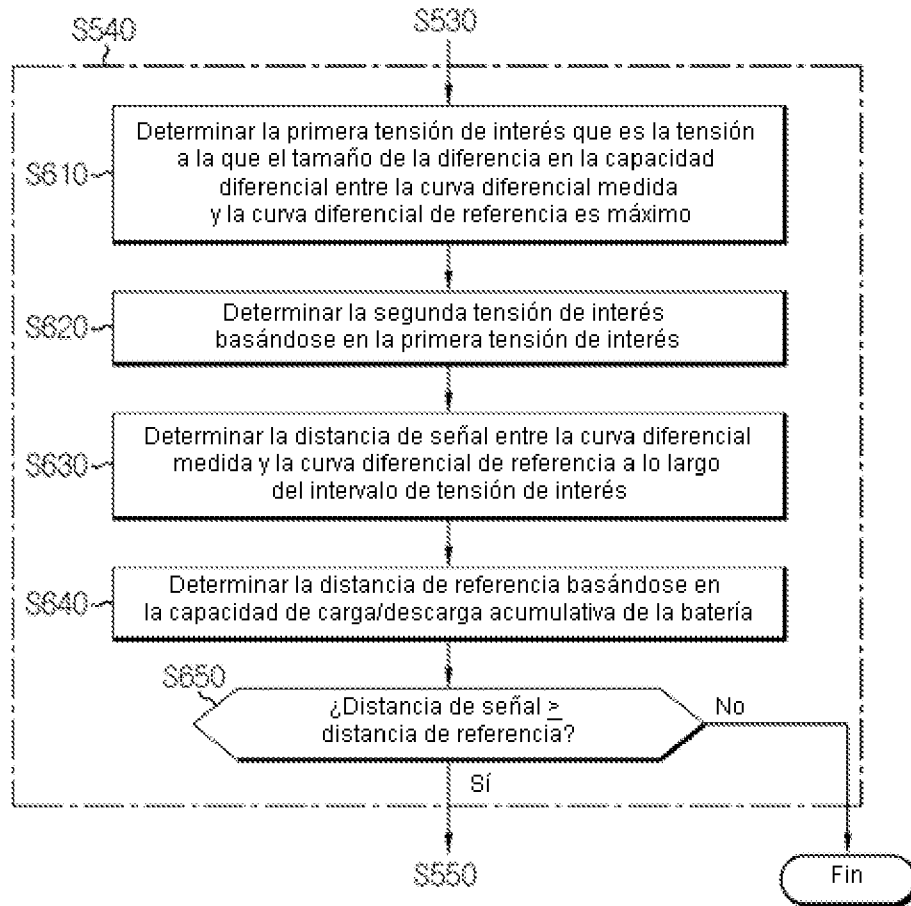 S540
S530
S610
Determinar la primera tensión de interés que es la tensión
a la que el tamaño de la diferencia en la capacidad
diferencial entre la curva diferencial medida
y la curva diferencial de referencia es máximo
S620
Determinar la segunda tensión de interés
basándose en la primera tensión de interés
S630
Determinar la distancia de señal entre la curva diferencial
medida y la curva diferencial de referencia a lo largo
del intervalo de tensión de interés
S640
Determinar la distancia de referencia basándose en
la capacidad de carga/descarga acumulativa de la batería
S650
¿Distancia de señal ≥
distancia de referencia?
No
Sí
S550
Fin